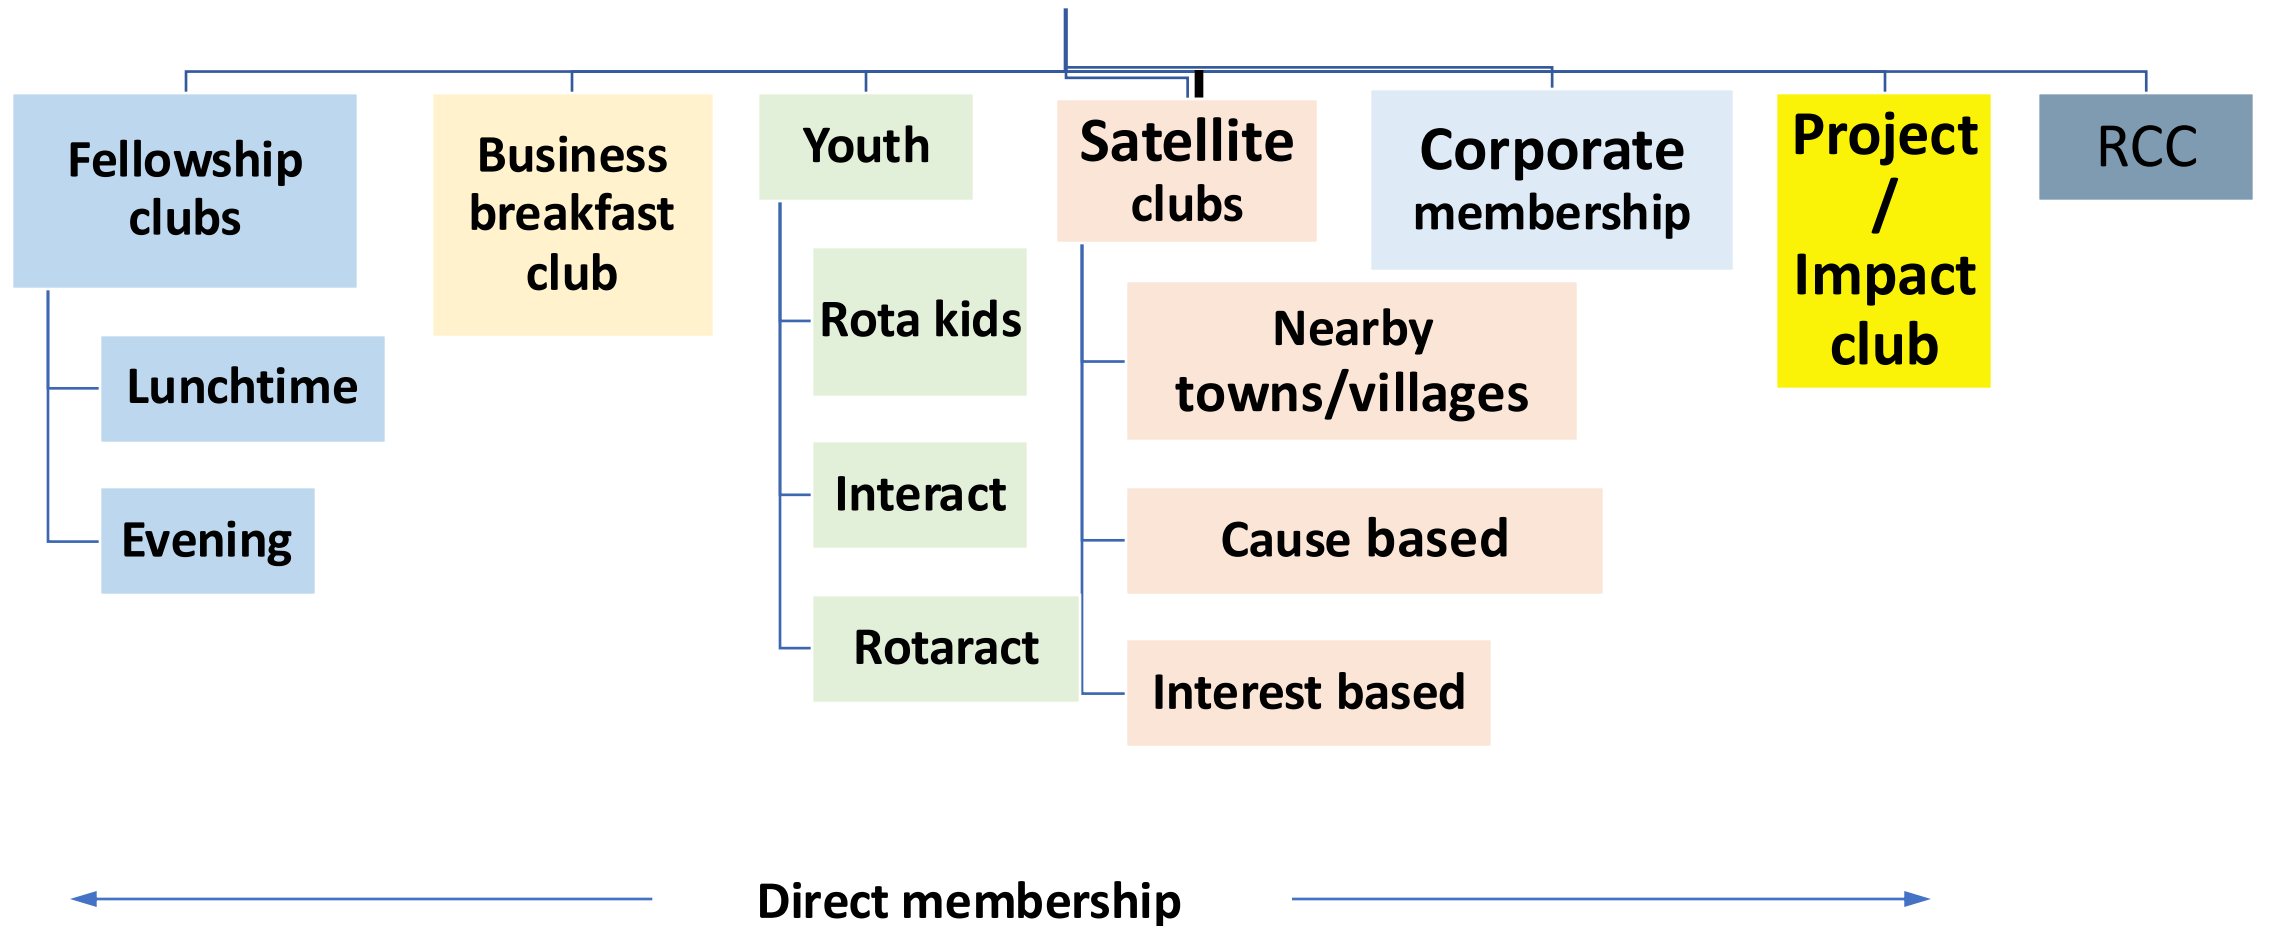 Fellowship
clubs
Lunchtime
Evening
Business
breakfast
club
Youth
Rota kids
Interact
Rotaract
Satellite
clubs
Nearby
towns/villages
Cause based
Interest based
Corporate
membership
Project
/
Impact
club
RCC
Direct membership